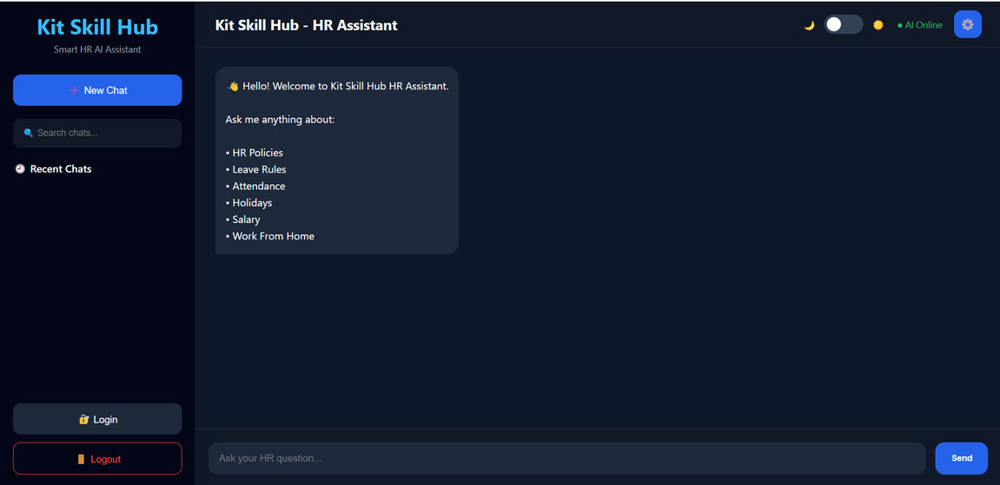 Kit Skill Hub
Smart HR AI Assistant
➕ New Chat
🔍 Search chats...
🕘 Recent Chats
🔐 Login
🚪 Logout
Kit Skill Hub - HR Assistant
🌙 ☀️ ● AI Online ⚙️
👋 Hello! Welcome to Kit Skill Hub HR Assistant.
Ask me anything about:
• HR Policies
• Leave Rules
• Attendance
• Holidays
• Salary
• Work From Home
Ask your HR question...
Send